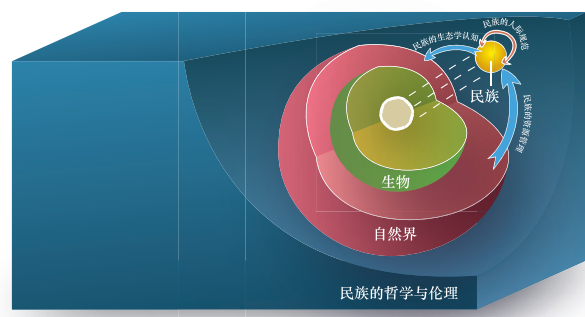 民族的人际规范
民族的生态学认知
民族
民族的资源管理
生物
自然界
民族的哲学与伦理